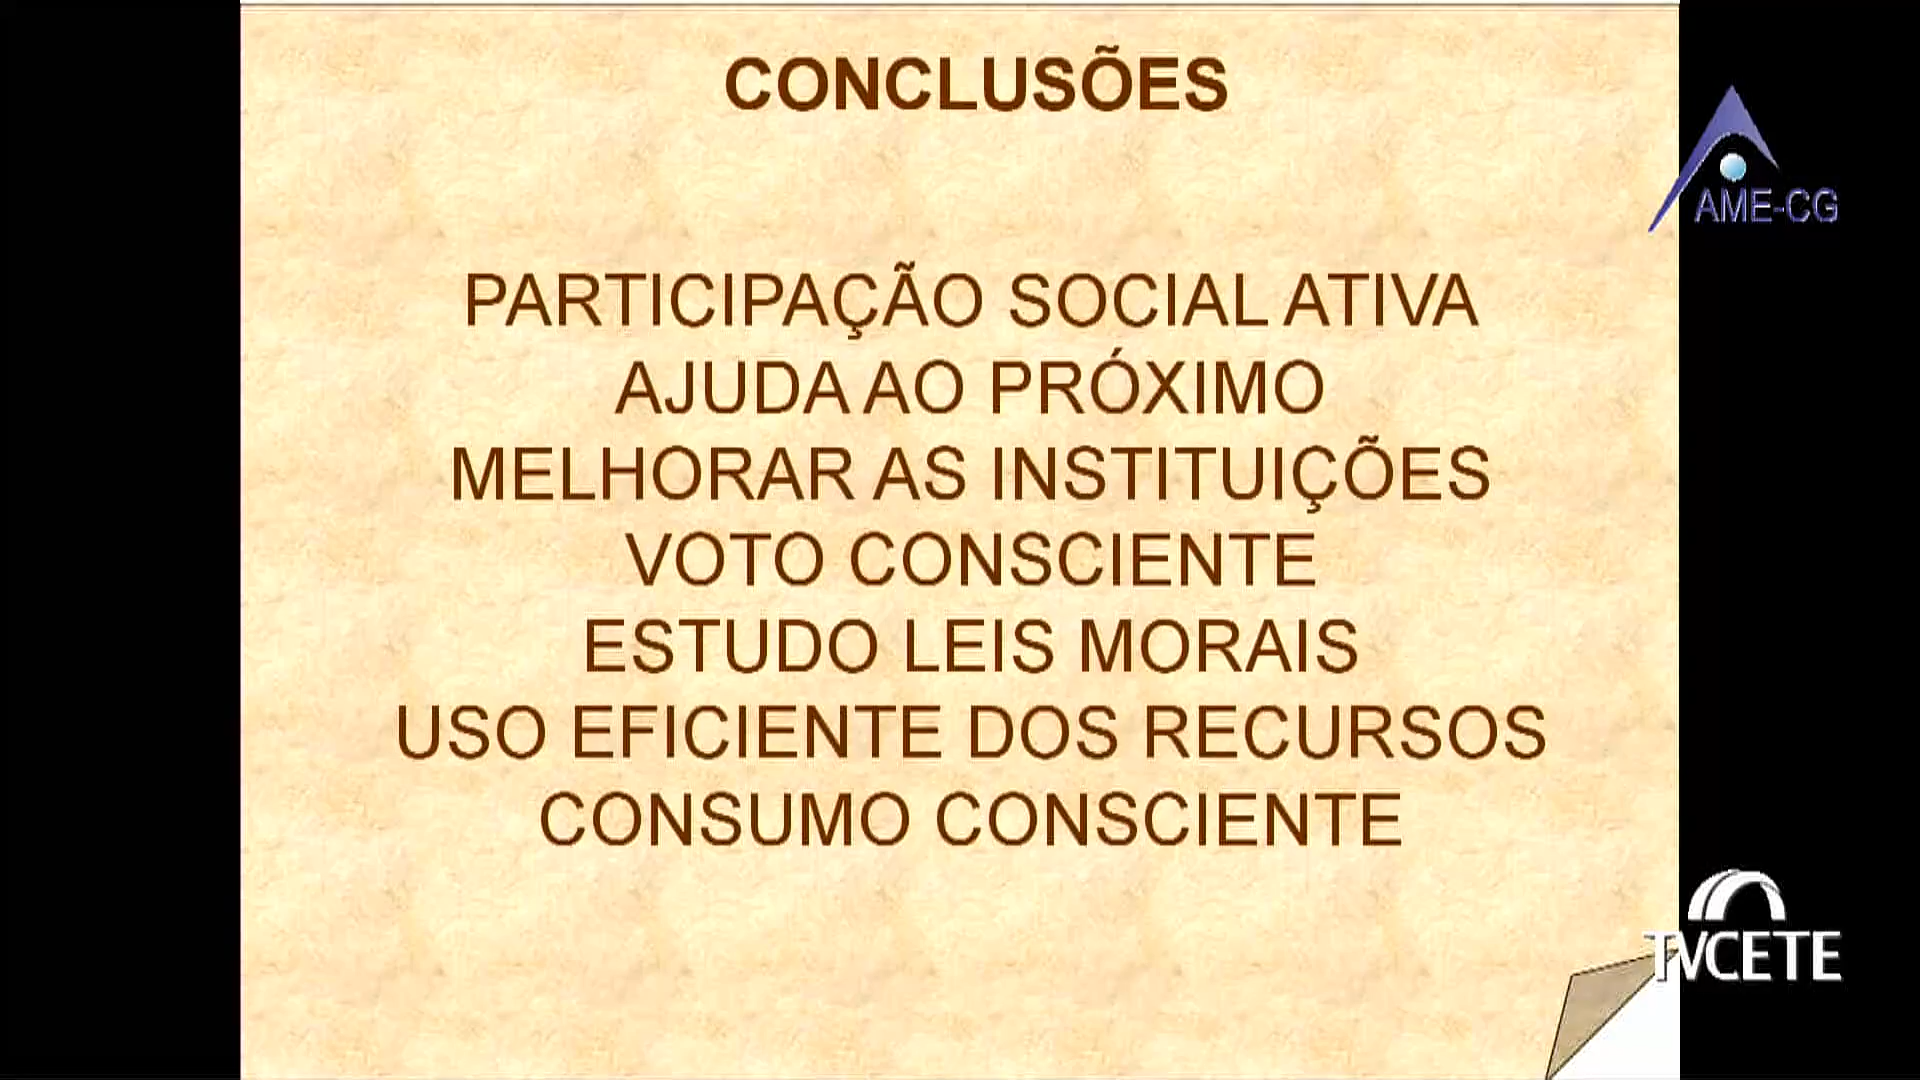 CONCLUSÕES
AME-CG
PARTICIPAÇÃO SOCIAL ATIVA
AJUDA AO PRÓXIMO
MELHORAR AS INSTITUIÇÕES
VOTO CONSCIENTE
ESTUDO LEIS MORAIS
USO EFICIENTE DOS RECURSOS
CONSUMO CONSCIENTE
TVCETE